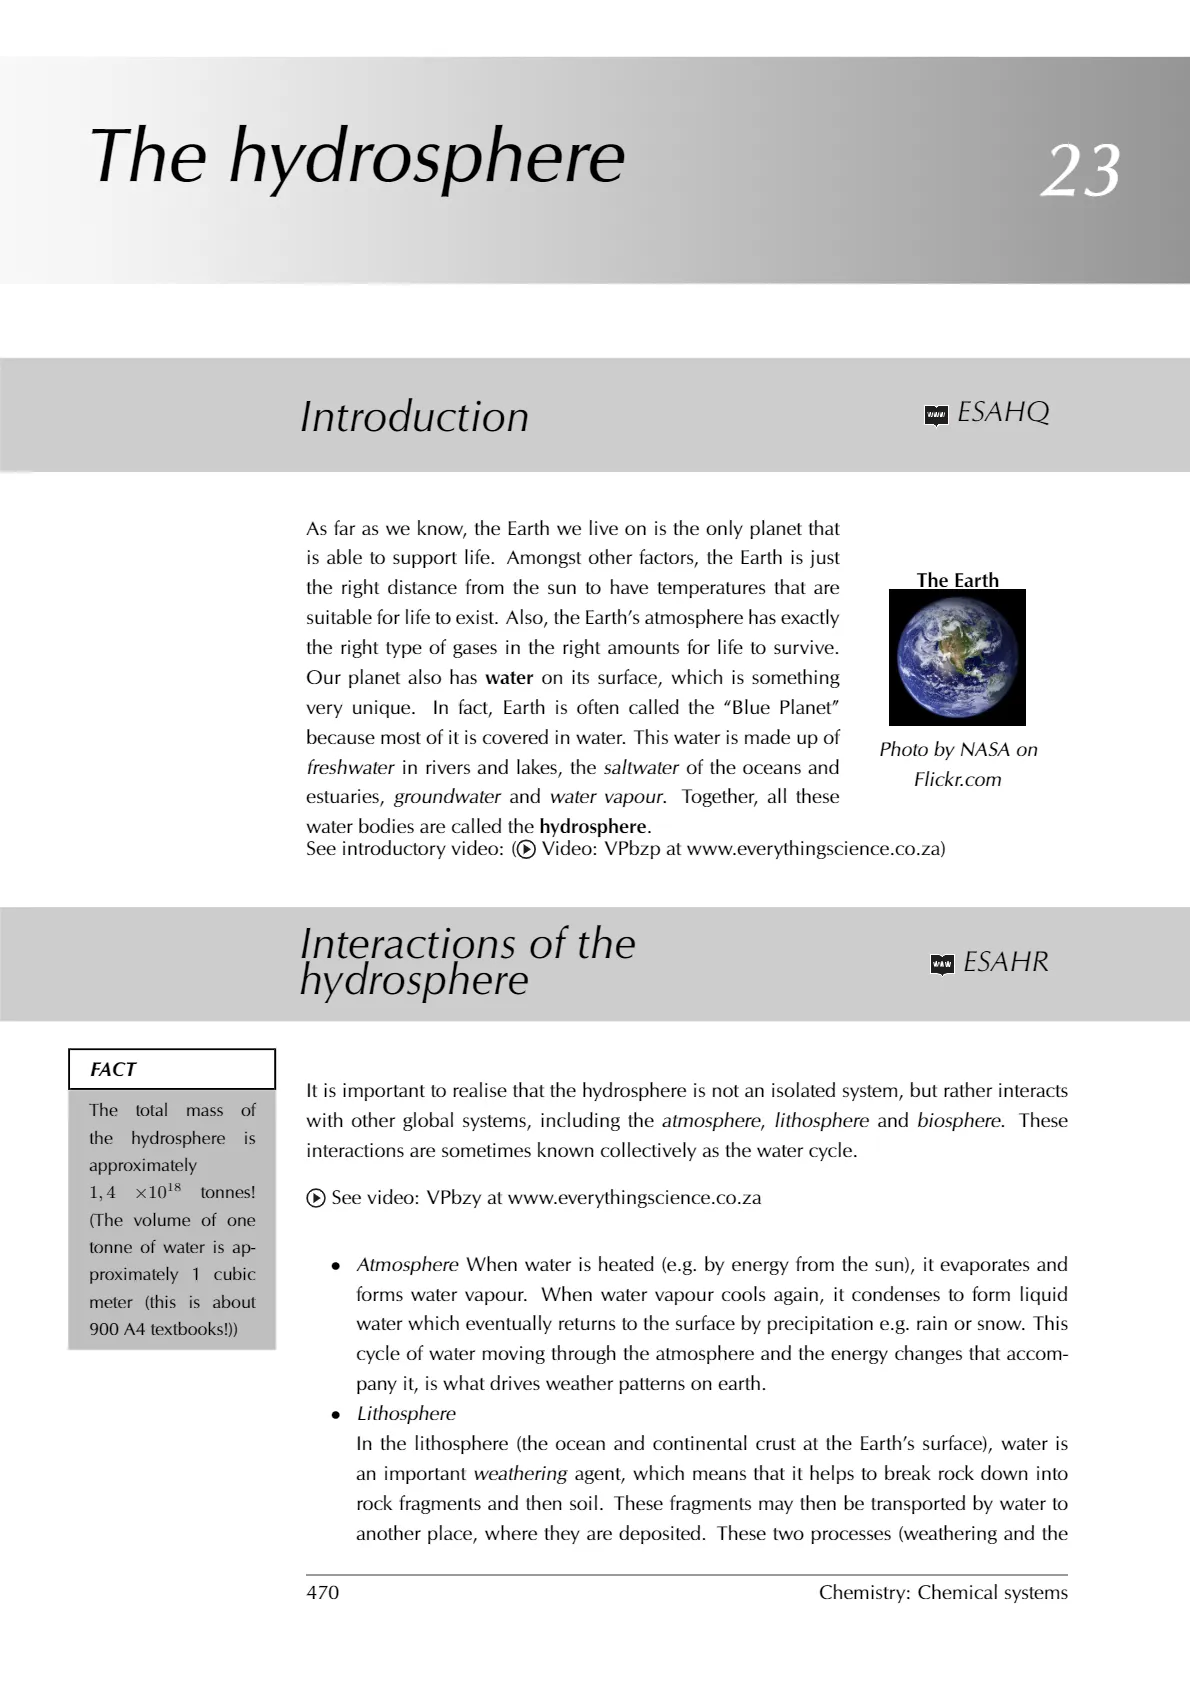 The hydrosphere
23
Introduction
www ESAHQ
As far as we know, the Earth we live on is the only planet that
is able to support life. Amongst other factors, the Earth is just
the right distance from the sun to have temperatures that are
suitable for life to exist. Also, the Earth's atmosphere has exactly
the right type of gases in the right amounts for life to survive.
Our planet also has water on its surface, which is something
very unique. In fact, Earth is often called the “Blue Planet”
because most of it is covered in water. This water is made up of
freshwater in rivers and lakes, the saltwater of the oceans and
estuaries, groundwater and water vapour. Together, all these
water bodies are called the hydrosphere.
The Earth
Photo by NASA on
Flickr.com
See introductory video: (Video: VPbzp at www.everythingscience.co.za)
Interactions of the
hydrosphere
www ESAHR
FACT
The total mass of
the hydrosphere is
approximately
1, 4 ×10¹⁸ tonnes!
(The volume of one
tonne of water is ap-
proximately 1 cubic
meter (this is about
900 A4 textbooks!))
It is important to realise that the hydrosphere is not an isolated system, but rather interacts
with other global systems, including the atmosphere, lithosphere and biosphere. These
interactions are sometimes known collectively as the water cycle.
See video: VPbzy at www.everythingscience.co.za
• Atmosphere When water is heated (e.g. by energy from the sun), it evaporates and
forms water vapour. When water vapour cools again, it condenses to form liquid
water which eventually returns to the surface by precipitation e.g. rain or snow. This
cycle of water moving through the atmosphere and the energy changes that accom-
pany it, is what drives weather patterns on earth.
• Lithosphere
In the lithosphere (the ocean and continental crust at the Earth's surface), water is
an important weathering agent, which means that it helps to break rock down into
rock fragments and then soil. These fragments may then be transported by water to
another place, where they are deposited. These two processes (weathering and the
470
Chemistry: Chemical systems